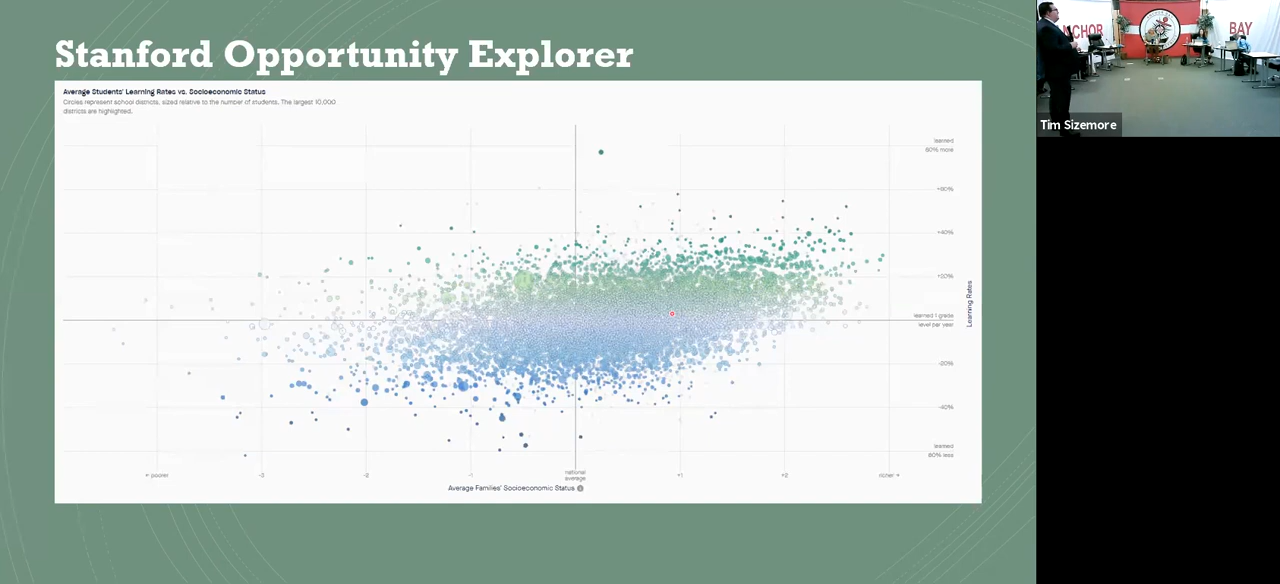 Stanford Opportunity Explorer
Average Students' Learning Rates vs. Socioeconomic Status
Circles represent school districts, sized relative to the number of students. The largest 10,000
districts are highlighted.
learned
60% more
+60%
+40%
+20%
learned 1 grade
level per year
-20%
-40%
learned
60% less
Learning Rates
← poorer
-3
-2
-1
national
average
+1
+2
richer →
Average Families' Socioeconomic Status
NCHOR
BAY
Tim Sizemore